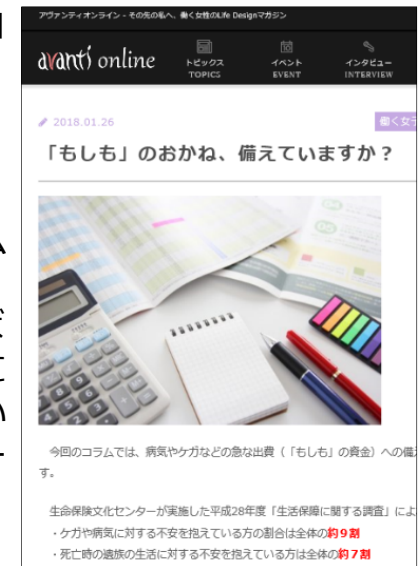 アヴァンティオンライン - その先の私へ、働く女性のLife Designマガジン
avanti online
トピックス
TOPICS
イベント
EVENT
インタビュー
INTERVIEW
2018.01.26
働く女子
「もしも」のおかね、備えていますか？
今回のコラムでは、病気やケガなどの急な出費（「もしも」の資金）への備
す。
生命保険文化センターが実施した平成28年度「生活保障に関する調査」によ
・ケガや病気に対する不安を抱えている方の割合は全体の約９割
・死亡時の遺族の生活に対する不安を抱えている方は全体の約７割